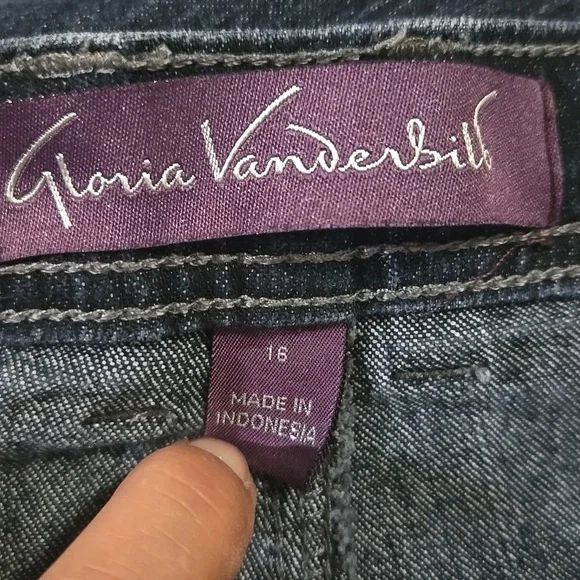 Gloria Vanderbilt
16
MADE IN
INDONESIA